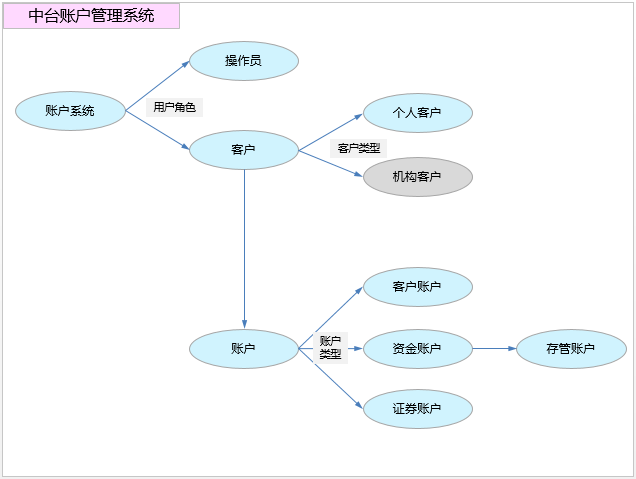 中台账户管理系统
操作员
账户系统
用户角色
个人客户
客户
客户类型
机构客户
客户账户
账户
账户
类型
资金账户
存管账户
证券账户